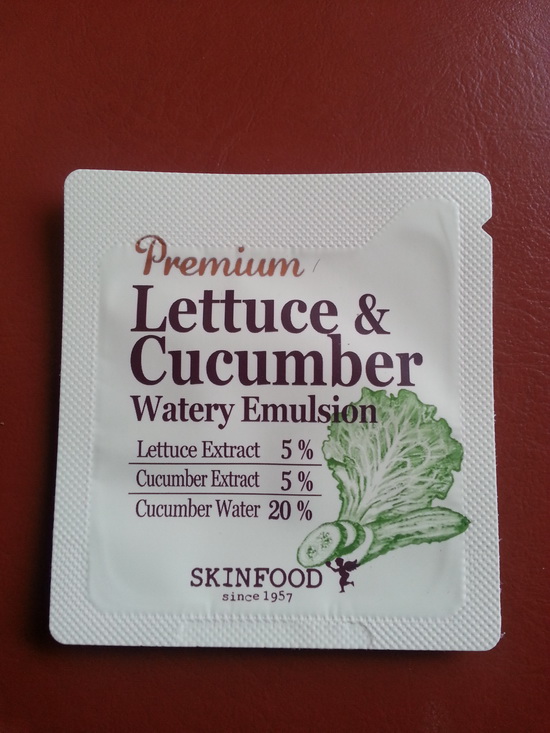 Premium
Lettuce &
Cucumber
Watery Emulsion
Lettuce Extract 5 %
Cucumber Extract 5 %
Cucumber Water 20 %
SKINFOOD
since 1957